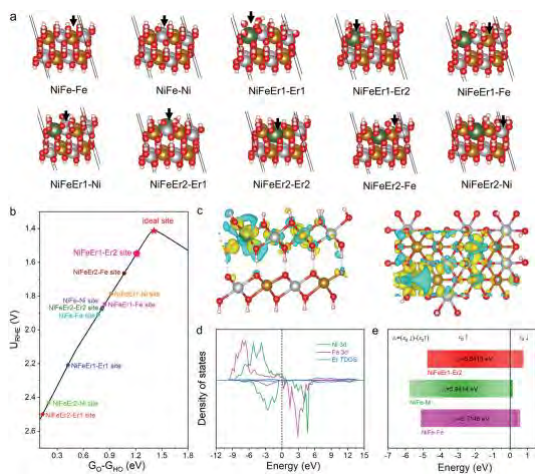 a
NiFe-Fe
NiFe-Ni
NiFeEr1-Er1
NiFeEr1-Er2
NiFeEr1-Fe
NiFeEr1-Ni
NiFeEr2-Er1
NiFeEr2-Er2
NiFeEr2-Fe
NiFeEr2-Ni
b
1.4
1.6
1.8
2.0
2.2
2.4
2.6
U_RHE (V)
Ideal site
NiFeEr1-Er2 site
NiFeEr2-Fe site
NiFe-Ni site
NiFeEr2-Er2 site
NiFe-Fe site
NiFeEr1-Fe site
NiFeEr1-Er1 site
NiFeEr2-Ni site
NiFeEr2-Er1 site
0.6
1.2
1.8
G_O-G_HO (eV)
c
d
Density of states
Ni 3d
Fe 3d
Er TDOS
-12
-9
-6
-3
0
3
6
9
12
15
Energy (eV)
e
NiFeEr1-Er2
NiFe-Ni
NiFe-Fe
-7
-6
-5
-4
-3
-2
-1
0
1
Energy (eV)